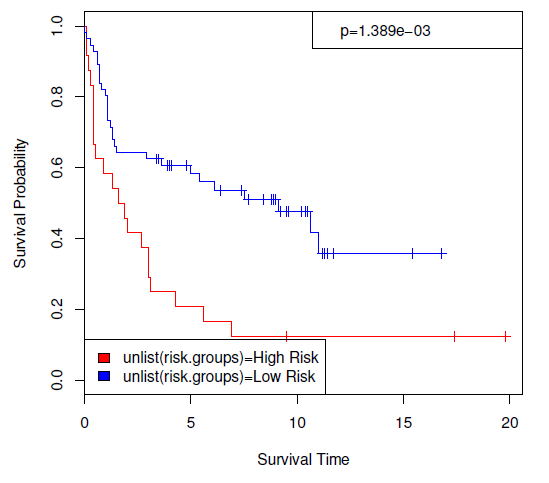 p=1.389e−03
Survival Probability
1.0
0.8
0.6
0.4
0.2
0.0
unlist(risk.groups)=High Risk
unlist(risk.groups)=Low Risk
0 5 10 15 20
Survival Time